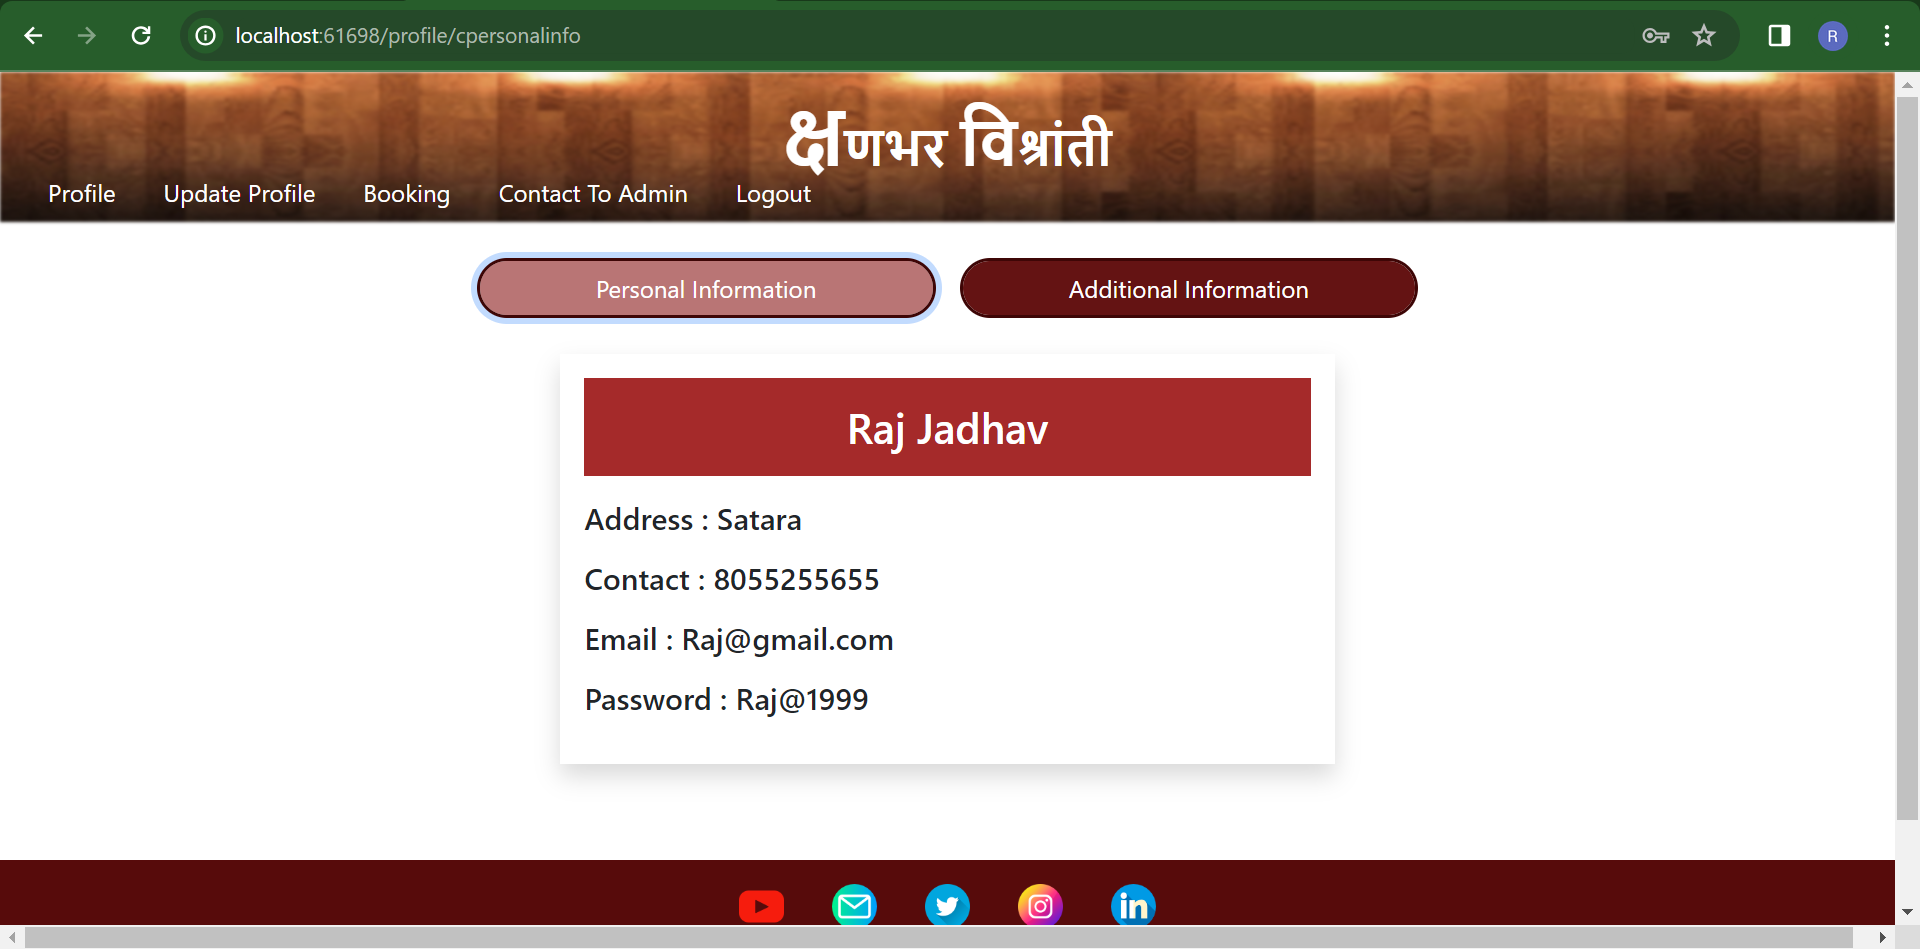 localhost:61698/profile/cpersonalinfo
R
क्षणभर विश्रांती
Profile Update Profile Booking Contact To Admin Logout
Personal Information Additional Information
Raj Jadhav
Address : Satara
Contact : 8055255655
Email : Raj@gmail.com
Password : Raj@1999
in